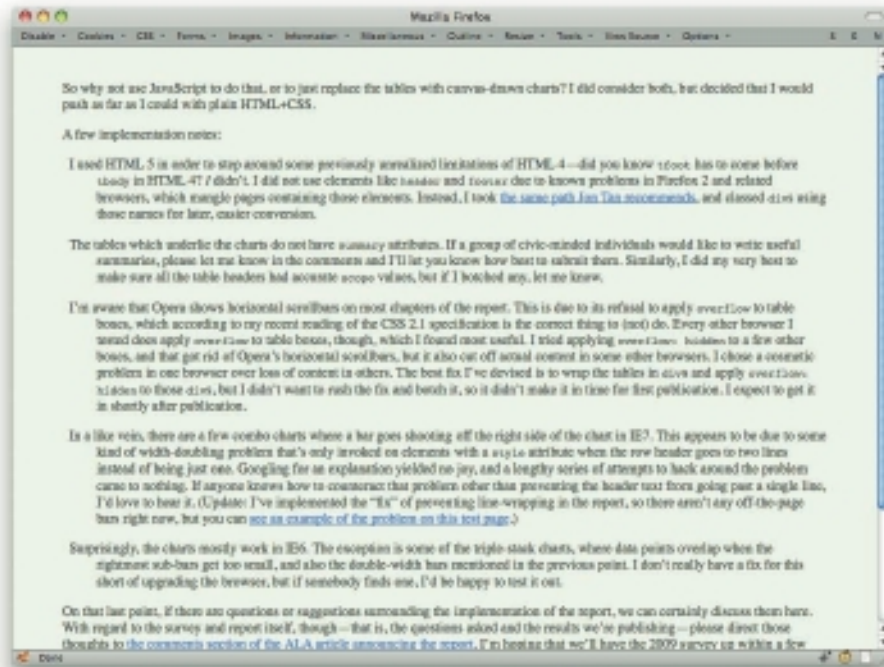 Mozilla Firefox
Disable Cookies CSS Forms Images Information Miscellaneous Outline Resize Tools View Source Options
So why not use JavaScript to do that, or to just replace the tables with canvas-drawn charts? I did consider both, but decided that I would
push as far as I could with plain HTML+CSS.
A few implementation notes:
I used HTML 5 in order to step around some previously unrealized limitations of HTML 4—did you know tfoot has to come before
tbody in HTML 4? I didn't. I did not use elements like header and footer due to known problems in Firefox 2 and related
browsers, which mangle pages containing those elements. Instead, I took the same path Jon Tan recommends, and classed divs using
those names for later, easier conversion.
The tables which underlie the charts do not have summary attributes. If a group of civic-minded individuals would like to write useful
summaries, please let me know in the comments and I'll let you know how best to submit them. Similarly, I did my very best to
make sure all the table headers had accurate scope values, but if I botched any, let me know.
I'm aware that Opera shows horizontal scrollbars on most chapters of the report. This is due to its refusal to apply overflow to table
boxes, which according to my recent reading of the CSS 2.1 specification is the correct thing to (not) do. Every other browser I
tested does apply overflow to table boxes, though, which I found most useful. I tried applying overflow: hidden to a few other
boxes, and that got rid of Opera's horizontal scrollbars, but it also cut off actual content in some other browsers. I chose a cosmetic
problem in one browser over loss of content in others. The best fix I've devised is to wrap the tables in divs and apply overflow:
hidden to those divs, but I didn't want to rush the fix and botch it, so it didn't make it in time for first publication. I expect to get it
in shortly after publication.
In a like vein, there are a few combo charts where a bar goes shooting off the right side of the chart in IE7. This appears to be due to some
kind of width-doubling problem that's only invoked on elements with a style attribute when the row header goes to two lines
instead of being just one. Googling for an explanation yielded no joy, and a lengthy series of attempts to hack around the problem
came to nothing. If anyone knows how to counteract that problem other than preventing the header text from going past a single line,
I'd love to hear it. (Update: I've implemented the “fix” of preventing line-wrapping in the report, so there aren't any off-the-page
bars right now, but you can see an example of the problem on this test page.)
Surprisingly, the charts mostly work in IE6. The exception is some of the triple-stack charts, where data points overlap when the
rightmost sub-bars get too small, and also the double-width bars mentioned in the previous point. I don't really have a fix for this
short of upgrading the browser, but if somebody finds one, I'd be happy to test it out.
On that last point, if there are questions or suggestions surrounding the implementation of the report, we can certainly discuss them here.
With regard to the survey and report itself, though—that is, the questions asked and the results we're publishing—please direct those
thoughts to the comments section of the ALA article announcing the report. I'm hoping that we'll have the 2009 survey up within a few
Done